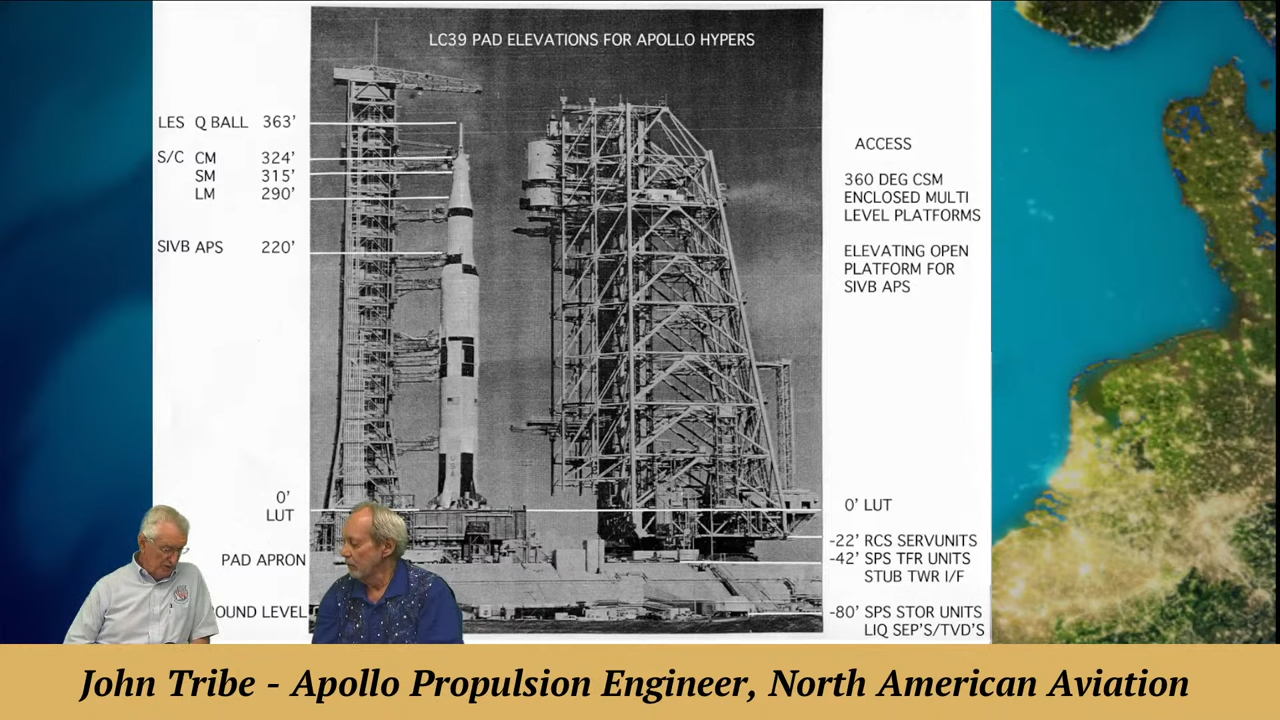 LC39 PAD ELEVATIONS FOR APOLLO HYPERS
LES Q BALL 363'
S/C CM 324'
SM 315'
LM 290'
SIVB APS 220'
0'
LUT
PAD APRON
OUND LEVEL
ACCESS
360 DEG CSM
ENCLOSED MULTI
LEVEL PLATFORMS
ELEVATING OPEN
PLATFORM FOR
SIVB APS
0' LUT
-22' RCS SERVUNITS
-42' SPS TFR UNITS
STUB TWR I/F
-80' SPS STOR UNITS
LIQ SEP'S/TVD'S
USA
John Tribe - Apollo Propulsion Engineer, North American Aviation